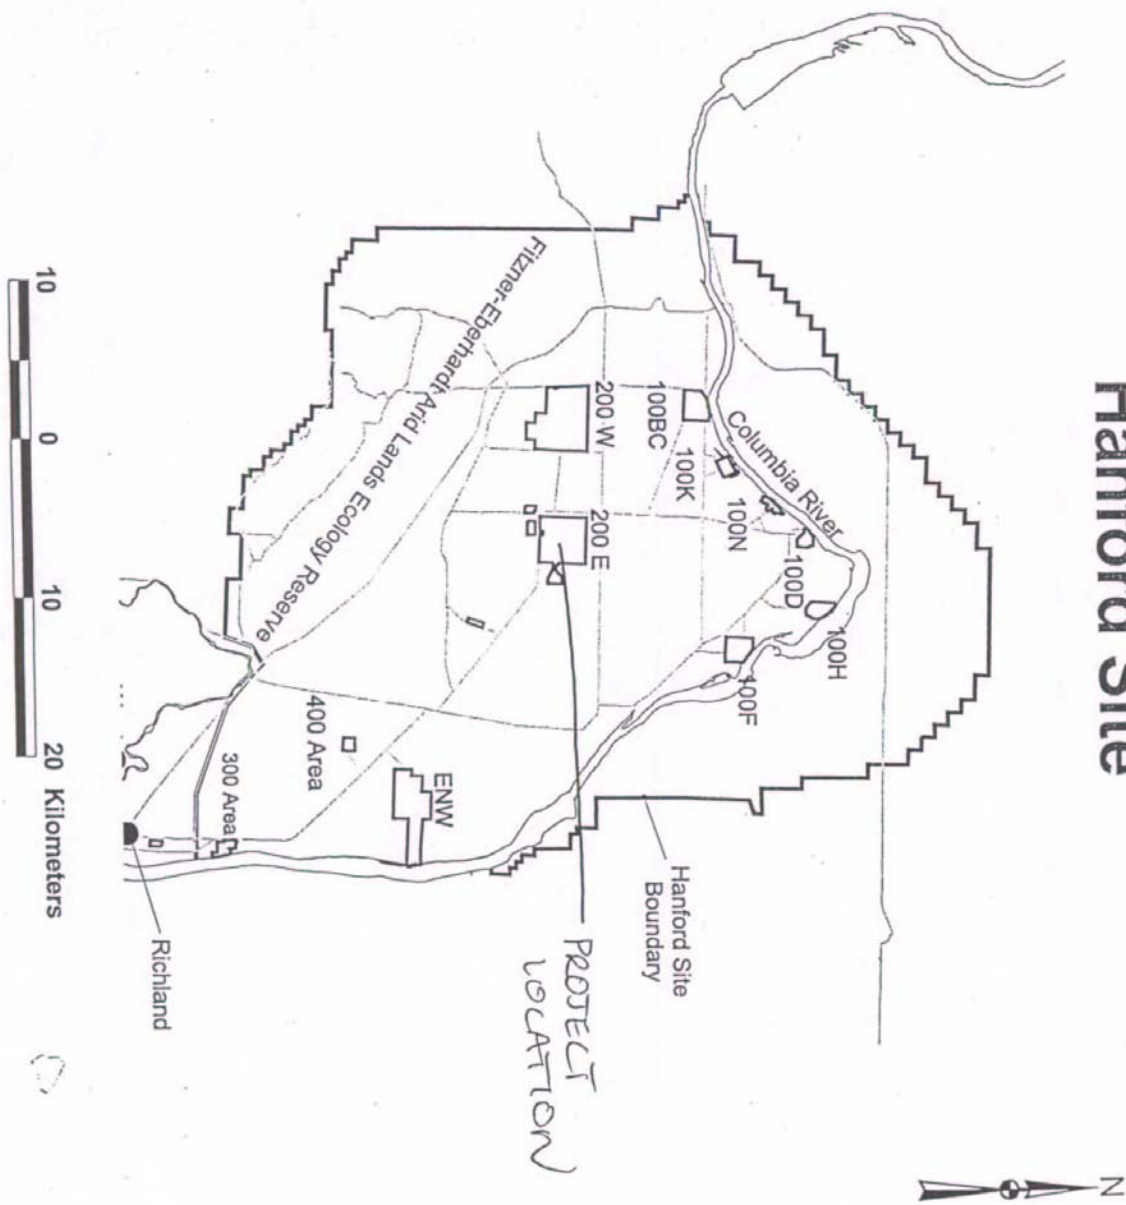 Hanford Site
N
Columbia River
100D
100H
100N
100K
100F
100BC
200 W
200 E
Hanford Site
Boundary
PROJECT
LOCATION
Fitzner-Eberhardt Arid Lands Ecology Reserve
ENW
400 Area
300 Area
Richland
10 0 10 20 Kilometers